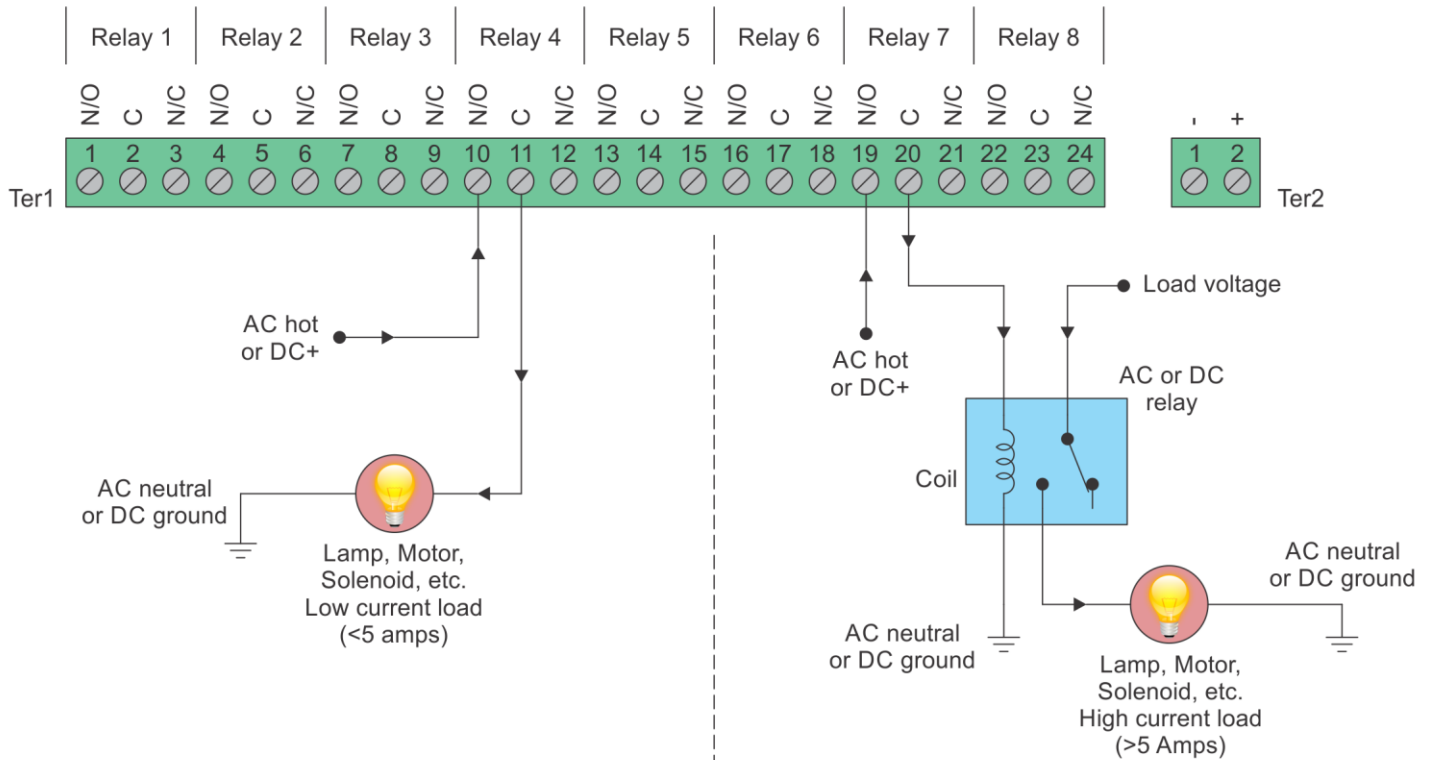 Relay 1 Relay 2 Relay 3 Relay 4 Relay 5 Relay 6 Relay 7 Relay 8
N/O C N/C N/O C N/C N/O C N/C N/O C N/C N/O C N/C N/O C N/C N/O C N/C N/O C N/C - +
1 2 3 4 5 6 7 8 9 10 11 12 13 14 15 16 17 18 19 20 21 22 23 24 1 2
Ter1
Ter2
AC hot
or DC+
AC neutral
or DC ground
Lamp, Motor,
Solenoid, etc.
Low current load
(<5 amps)
AC hot
or DC+
Load voltage
AC or DC
relay
Coil
AC neutral
or DC ground
AC neutral
or DC ground
Lamp, Motor,
Solenoid, etc.
High current load
(>5 Amps)